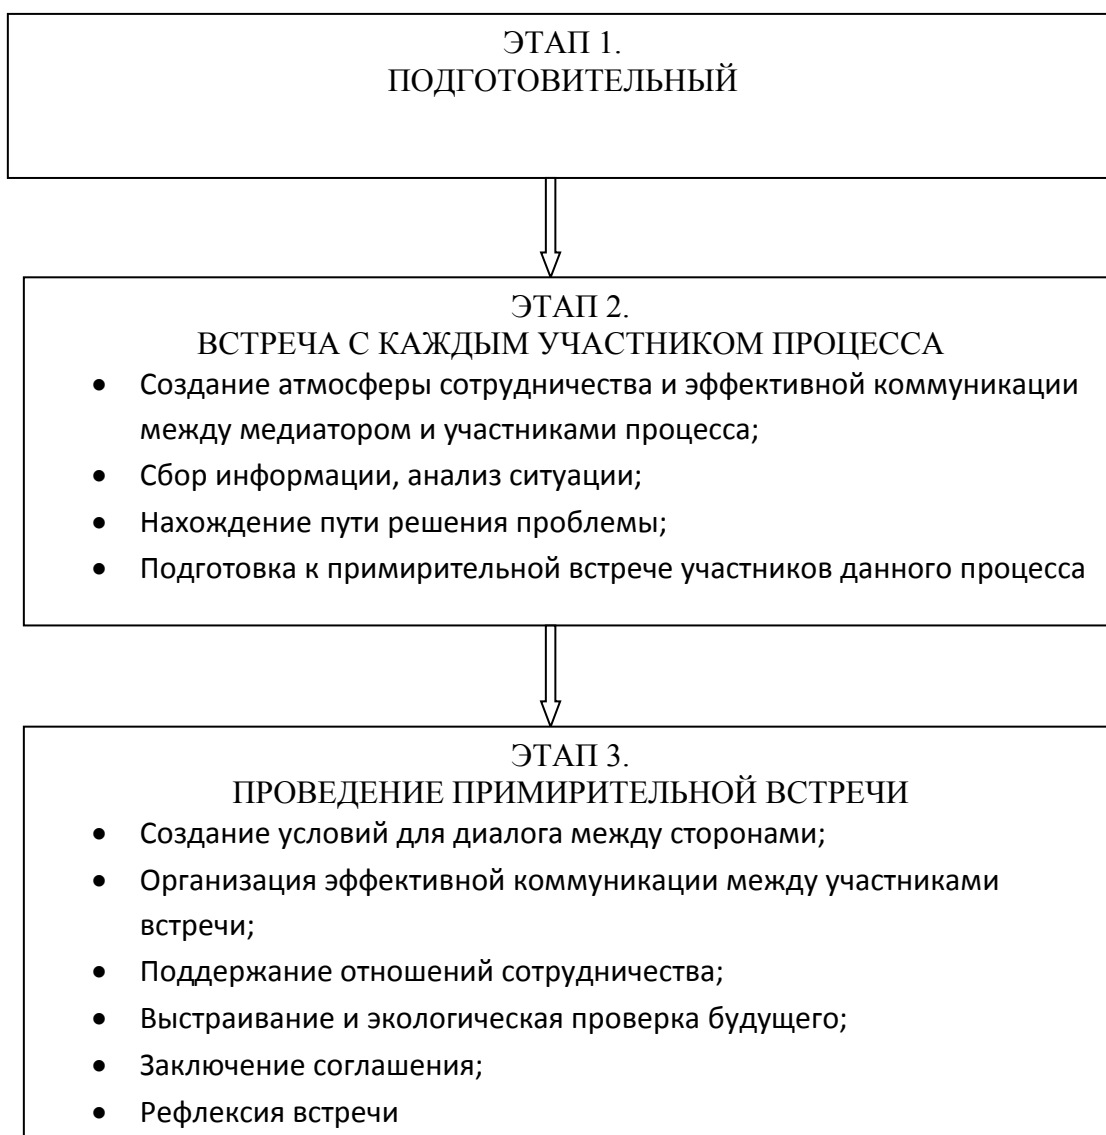 ЭТАП 1.
ПОДГОТОВИТЕЛЬНЫЙ
ЭТАП 2.
ВСТРЕЧА С КАЖДЫМ УЧАСТНИКОМ ПРОЦЕССА
• Создание атмосферы сотрудничества и эффективной коммуникации
между медиатором и участниками процесса;
• Сбор информации, анализ ситуации;
• Нахождение пути решения проблемы;
• Подготовка к примирительной встрече участников данного процесса
ЭТАП 3.
ПРОВЕДЕНИЕ ПРИМИРИТЕЛЬНОЙ ВСТРЕЧИ
• Создание условий для диалога между сторонами;
• Организация эффективной коммуникации между участниками
встречи;
• Поддержание отношений сотрудничества;
• Выстраивание и экологическая проверка будущего;
• Заключение соглашения;
• Рефлексия встречи